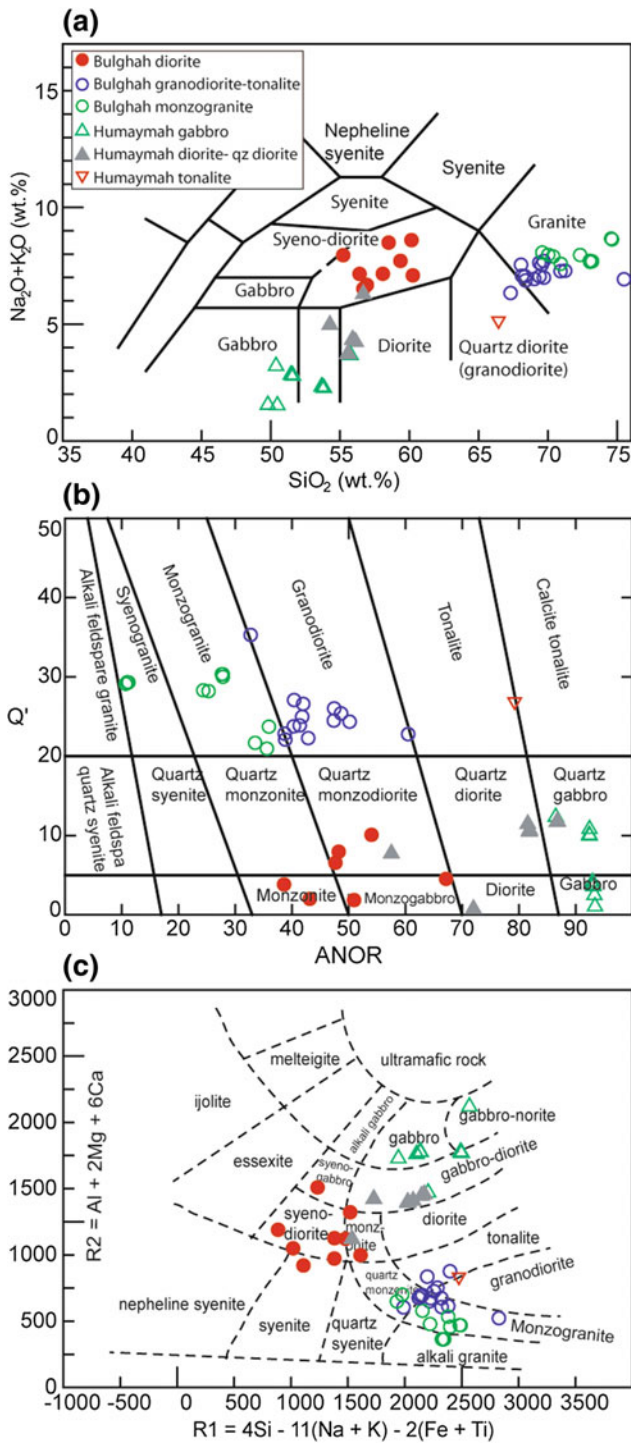 (a)
Bulghah diorite
Bulghah granodiorite-tonalite
Bulghah monzogranite
Humaymah gabbro
Humaymah diorite- qz diorite
Humaymah tonalite
Nepheline
syenite
Syenite
Syenite
Granite
Syeno-diorite
Gabbro
Gabbro
Diorite
Quartz diorite
(granodiorite)
Na2O+K2O (wt.%)
15
10
5
0
35 40 45 50 55 60 65 70 75
SiO2 (wt.%)
(b)
50
40
30
20
10
0
Q'
Alkali feldspare granite
Syenogranite
Monzogranite
Granodiorite
Tonalite
Calcite tonalite
Alkali feldspa
quartz syenite
Quartz
syenite
Quartz
monzonite
Quartz
monzodiorite
Quartz
diorite
Quartz
gabbro
Monzonite
Monzogabbro
Diorite
Gabbro
0 10 20 30 40 50 60 70 80 90
ANOR
(c)
3000
2500
2000
1500
1000
500
0
R2 = Al + 2Mg + 6Ca
melteigite
ultramafic rock
ijolite
alkali gabbro
gabbro-norite
gabbro
essexite
syeno-
gabbro
gabbro-diorite
syeno-
diorite
monz-
onite
diorite
tonalite
granodiorite
quartz
monzonite
nepheline syenite
syenite
quartz
syenite
Monzogranite
alkali granite
-1000 -500 0 500 1000 1500 2000 2500 3000 3500
R1 = 4Si - 11(Na + K) - 2(Fe + Ti)